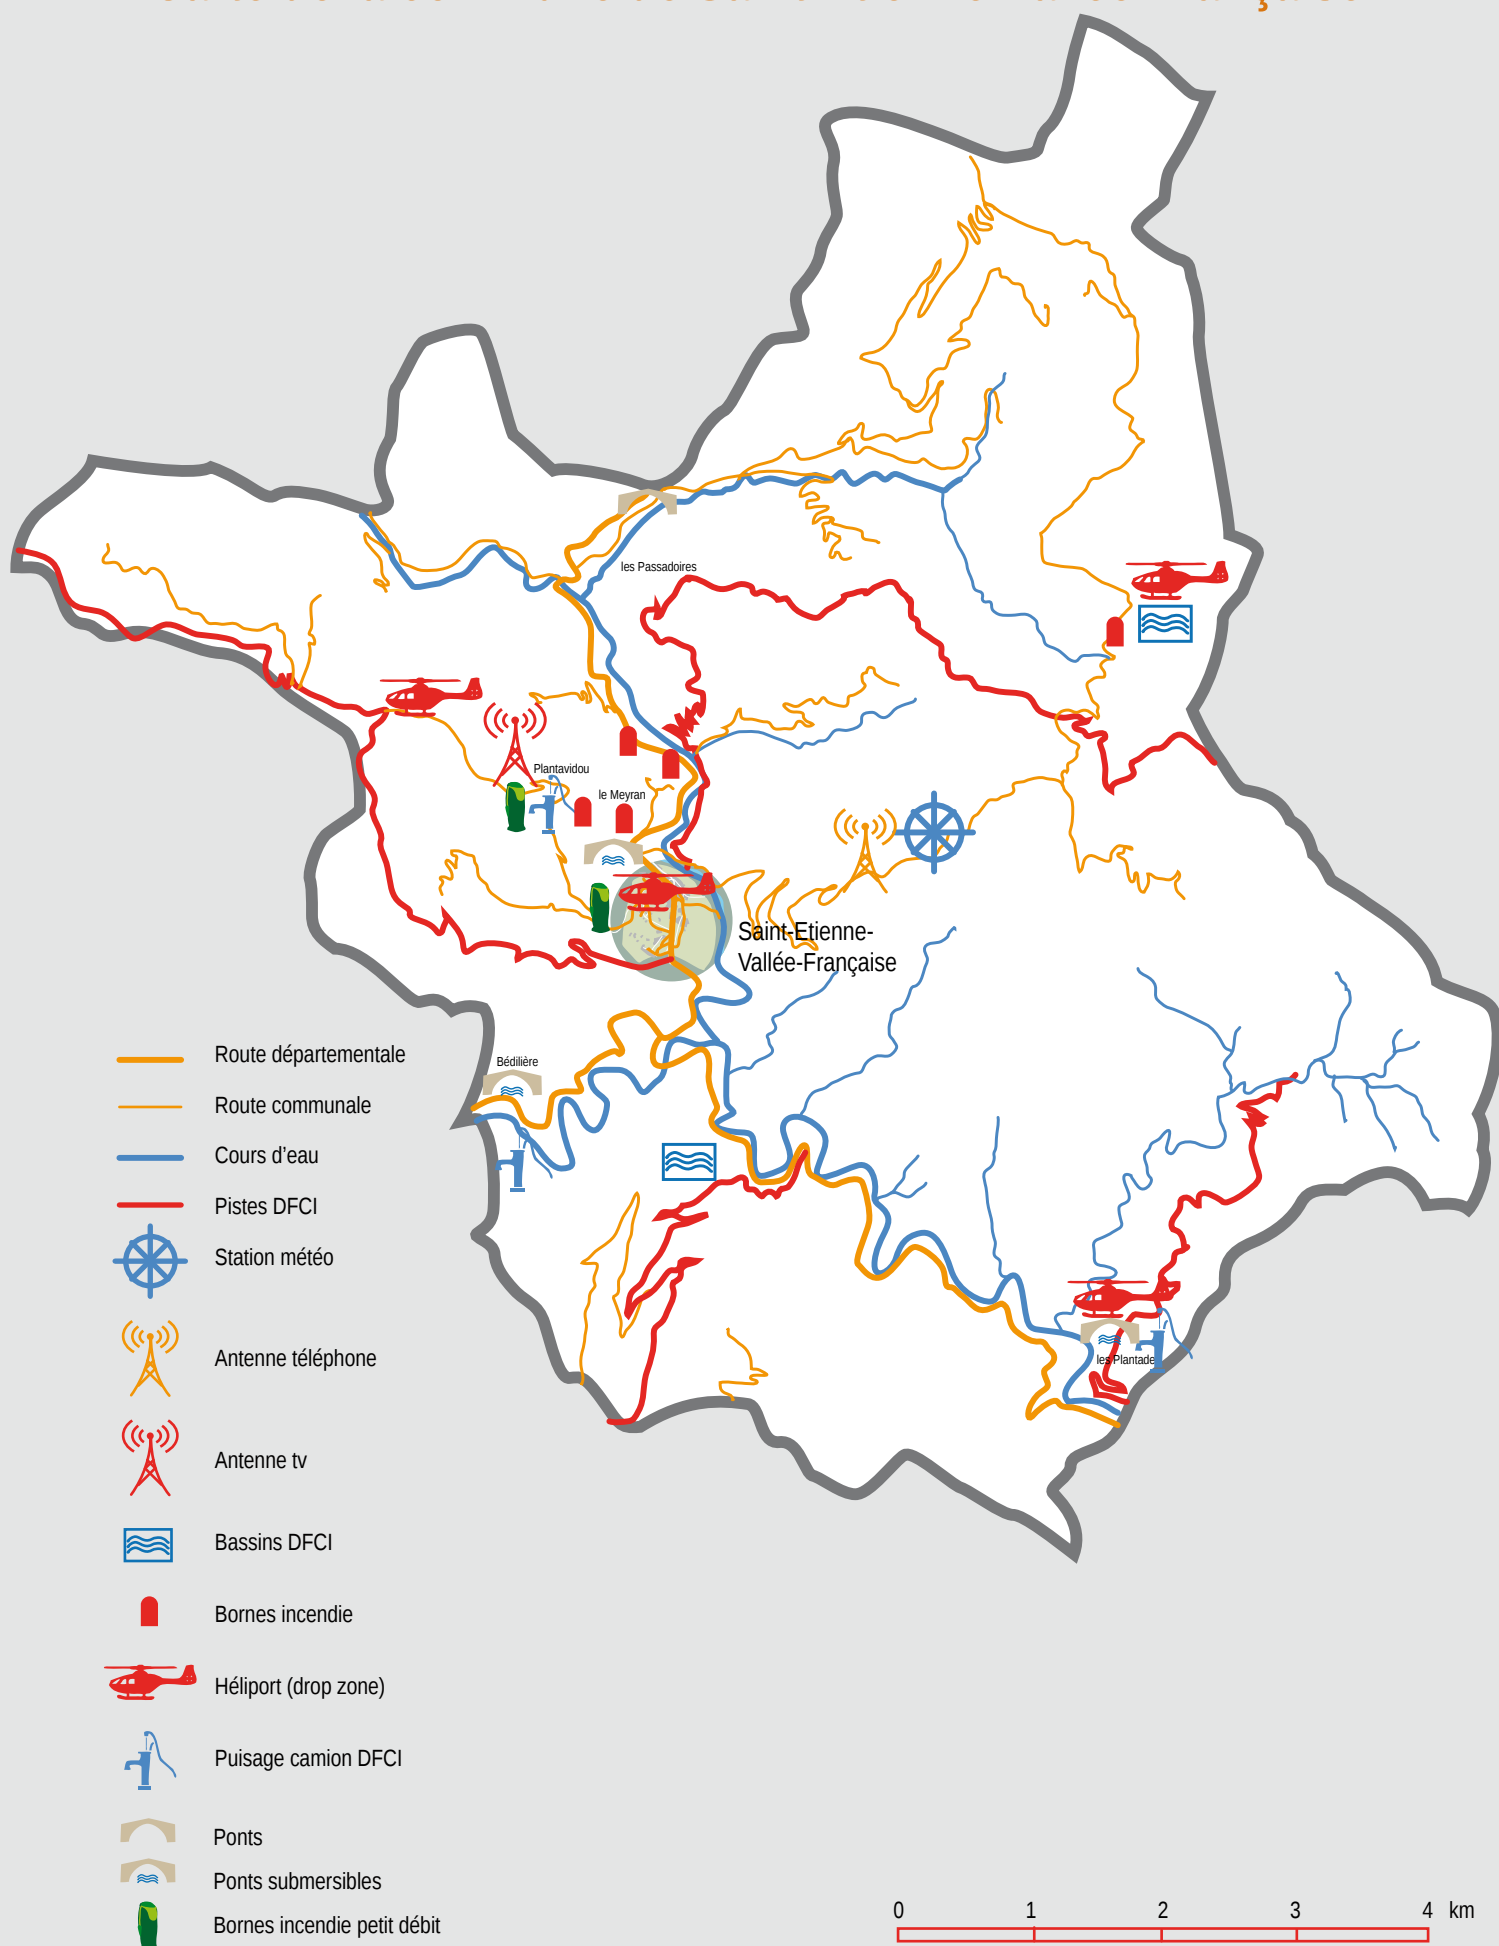 les Passadoires
Plantavidou
le Meyran
Saint-Etienne-
Vallée-Française
Bédilière
les Plantade
Route départementale
Route communale
Cours d'eau
Pistes DFCI
Station météo
Antenne téléphone
Antenne tv
Bassins DFCI
Bornes incendie
Héliport (drop zone)
Puisage camion DFCI
Ponts
Ponts submersibles
Bornes incendie petit débit
0 1 2 3 4 km